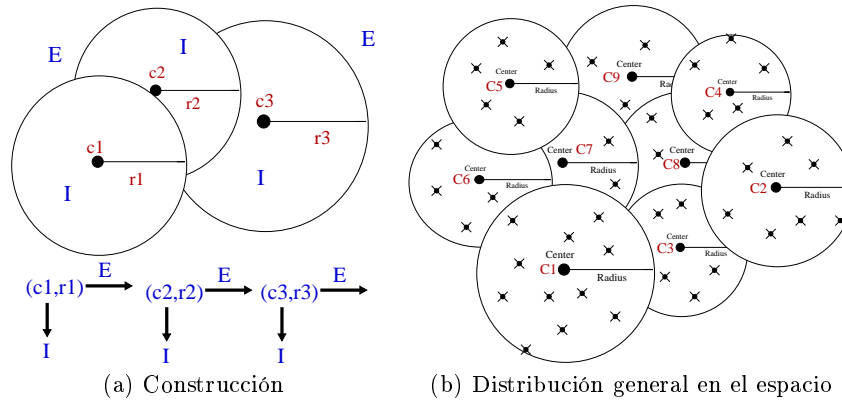 E
I
E
c2
r2
c3
r3
c1
r1
I
I
E
E
E
(c1,r1)
(c2,r2)
(c3,r3)
I
I
I
(a) Construcción
Center
C5
Radius
Center
C9
Radius
Center
C4
Radius
Center C7
Radius
Center
C8
Radius
Center
C6
Radius
Center
C2
Radius
Center
C3
Radius
Center
C1
Radius
(b) Distribución general en el espacio